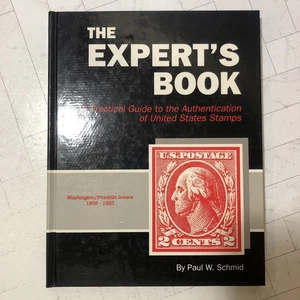 THE
EXPERT'S
BOOK
A Practical Guide to the Authentication
of United States Stamps
Washington/Franklin Issues
1908 - 1923
U.S. POSTAGE
2 CENTS 2
By Paul W. Schmid